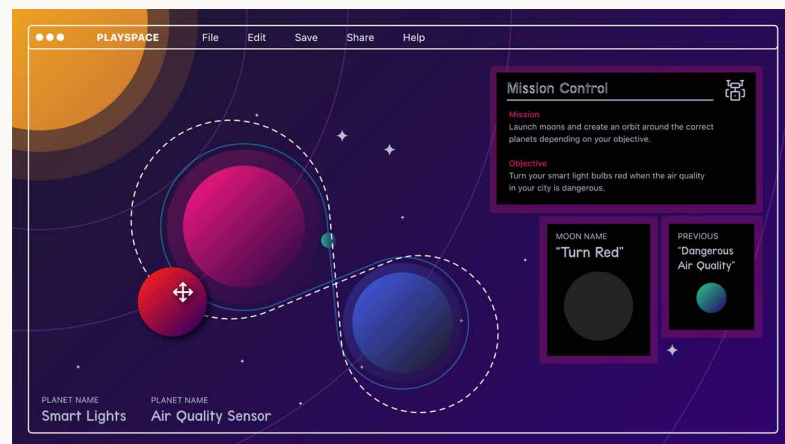 PLAYSPACE File Edit Save Share Help
Mission Control
Mission
Launch moons and create an orbit around the correct
planets depending on your objective.
Objective
Turn your smart light bulbs red when the air quality
in your city is dangerous.
MOON NAME
“Turn Red”
PREVIOUS
“Dangerous
Air Quality”
PLANET NAME
Smart Lights
PLANET NAME
Air Quality Sensor